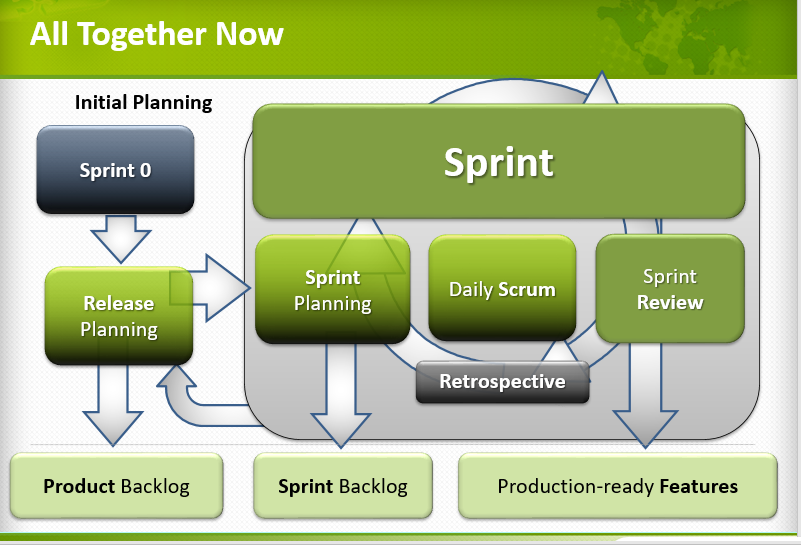 All Together Now
Initial Planning
Sprint 0
Sprint
Release
Planning
Sprint
Planning
Daily Scrum
Sprint
Review
Retrospective
Product Backlog
Sprint Backlog
Production-ready Features